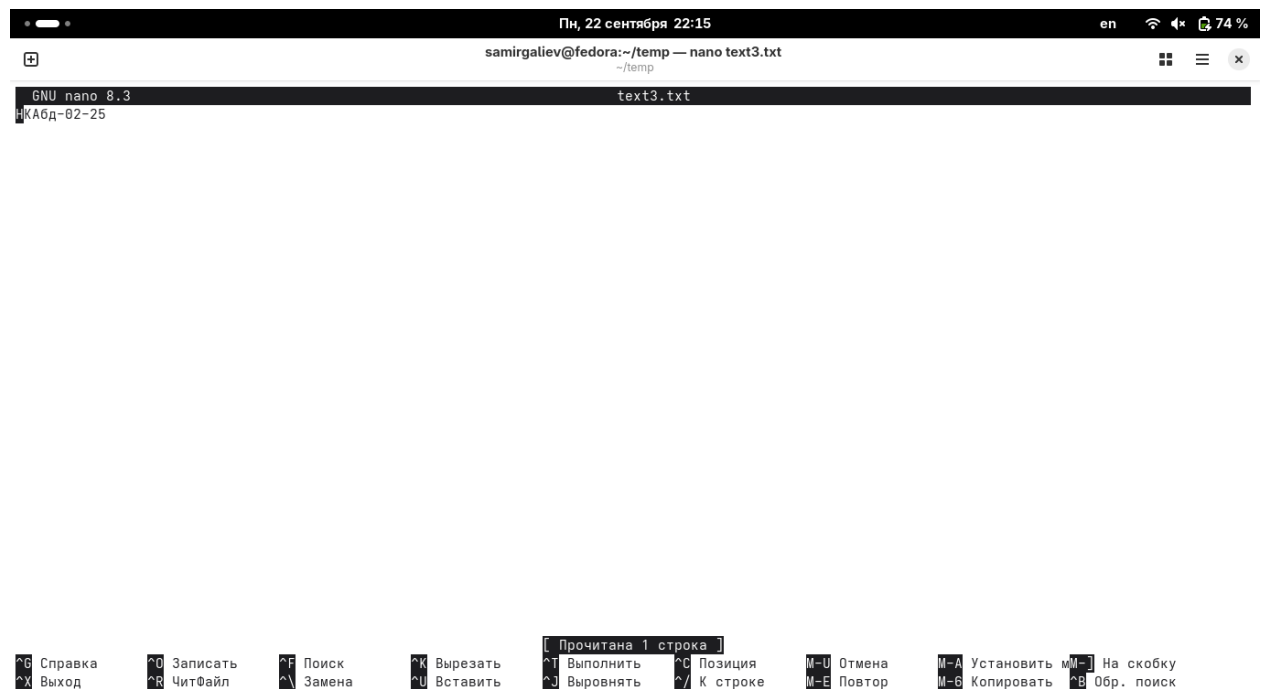 Пн, 22 сентября 22:15
en
74 %
samirgaliev@fedora:~/temp — nano text3.txt
~/temp
GNU nano 8.3 text3.txt
НКАбд-02-25
[ Прочитана 1 строка ]
^G Справка ^O Записать ^F Поиск ^K Вырезать ^T Выполнить ^C Позиция M-U Отмена M-A Установить мM-] На скобку
^X Выход ^R ЧитФайл ^\ Замена ^U Вставить ^J Выровнять ^/ К строке M-E Повтор M-6 Копировать ^B Обр. поиск